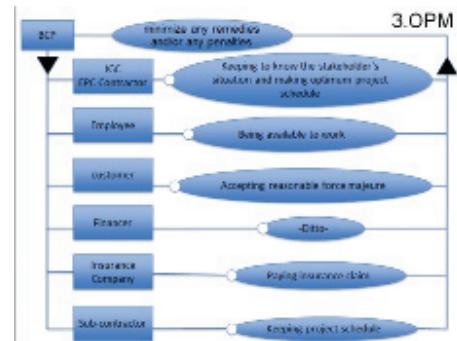 3.OPM
BCP
minimize any remedies
and/or any penalties
JGC
EPC Contractor
Keeping to know the stakeholder's
situation and making optimum project
schedule
Employee
Being available to work
customer
Accepting reasonable force majeure
Financer
-Ditto-
Insurance
Company
Paying insurance claim
Sub-contractor
Keeping project schedule